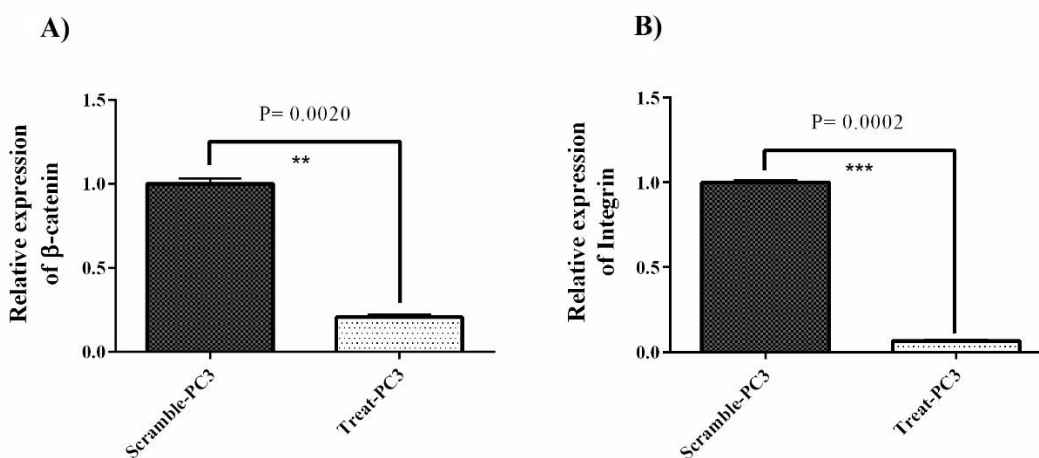 A)
P= 0.0020
**
Relative expression
of β-catenin
1.5
1.0
0.5
0.0
Scramble-PC3
Treat-PC3
B)
P= 0.0002
***
Relative expression
of Integrin
1.5
1.0
0.5
0.0
Scramble-PC3
Treat-PC3